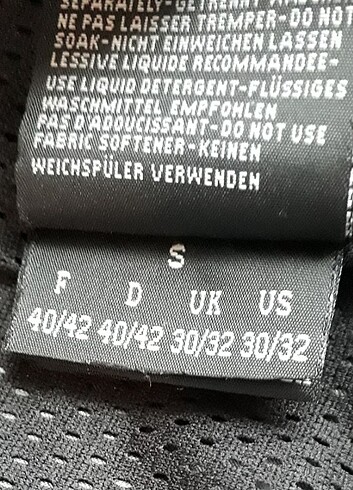 SEPARATELY-GETRENNT
NE PAS LAISSER TREMPER-DO NOT
SOAK-NICHT EINWEICHEN LASSEN
LESSIVE LIQUIDE RECOMMANDEE-
USE LIQUID DETERGENT-FLÜSSIGES
WASCHMITTEL EMPFOHLEN
PAS D'ADOUCISSANT-DO NOT USE
FABRIC SOFTENER-KEINEN
WEICHSPÜLER VERWENDEN
S
F D UK US
40/42 40/42 30/32 30/32